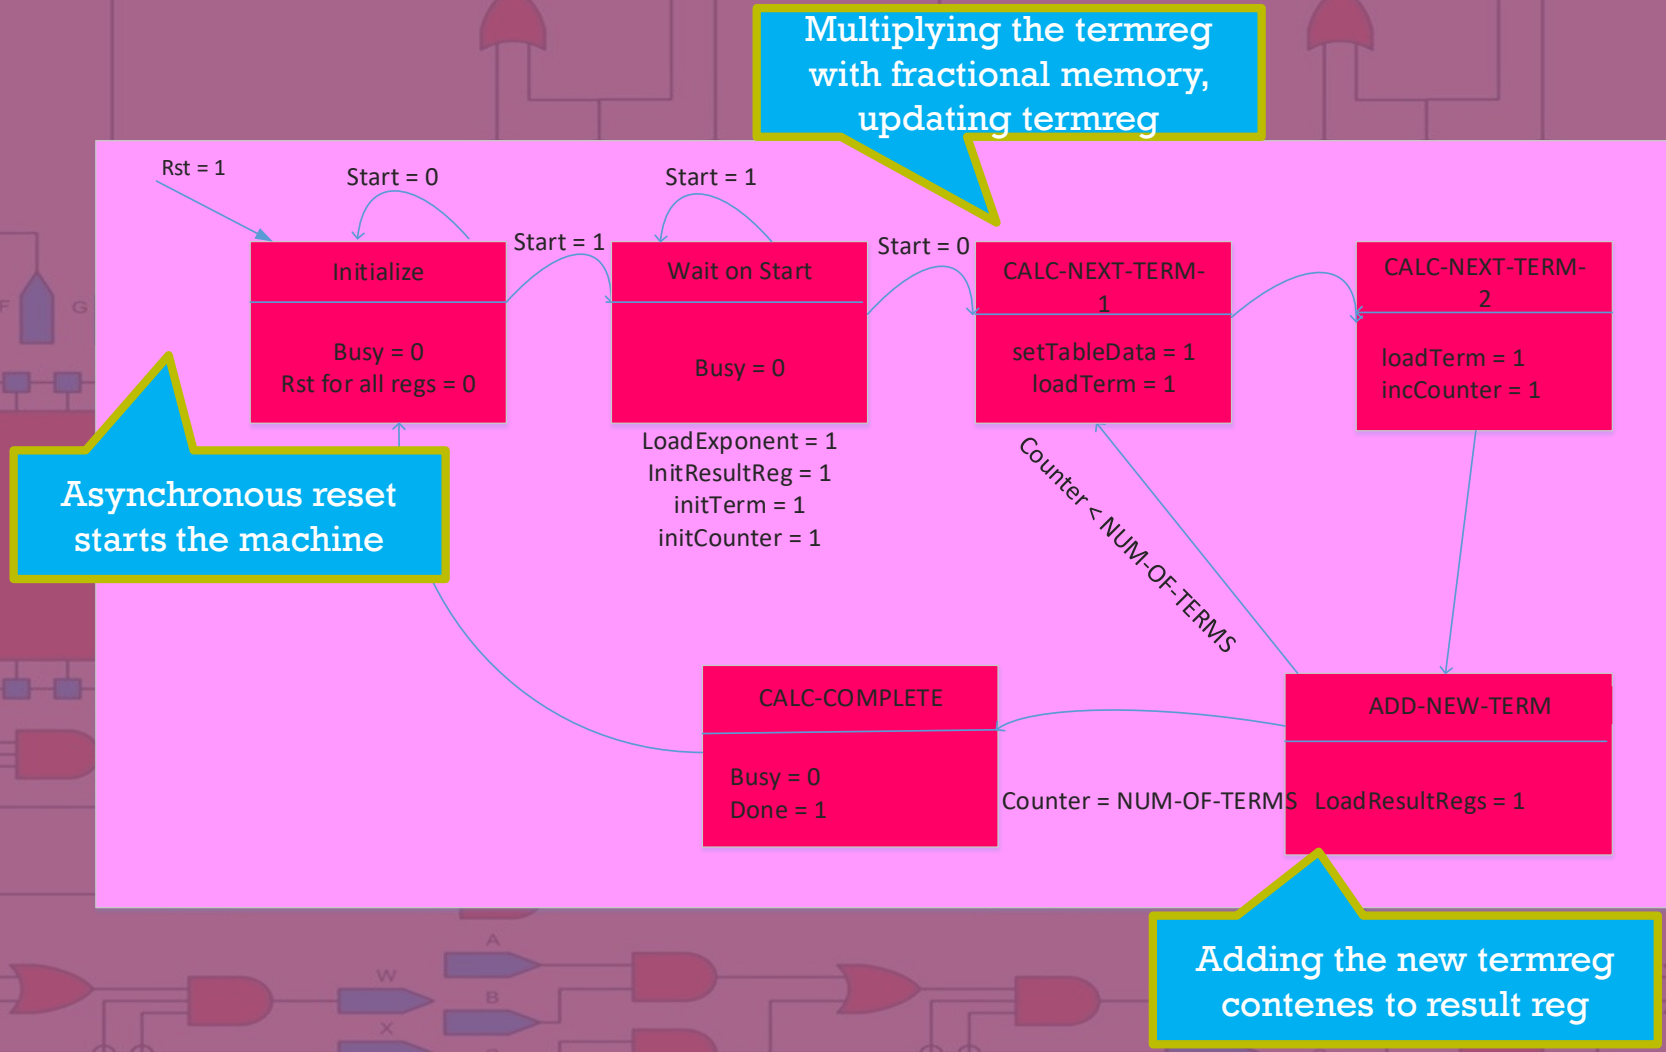 Multiplying the termreg
with fractional memory,
updating termreg
Rst = 1
Start = 0
Start = 1
Start = 1
Start = 0
Initialize
Busy = 0
Rst for all regs = 0
Wait on Start
Busy = 0
LoadExponent = 1
InitResultReg = 1
initTerm = 1
initCounter = 1
CALC-NEXT-TERM-
1
setTableData = 1
loadTerm = 1
CALC-NEXT-TERM-
2
loadTerm = 1
incCounter = 1
F
G
Asynchronous reset
starts the machine
Counter < NUM-OF-TERMS
CALC-COMPLETE
Busy = 0
Done = 1
Counter = NUM-OF-TERMS
ADD-NEW-TERM
LoadResultRegs = 1
Adding the new termreg
contenes to result reg
A
W
B
X